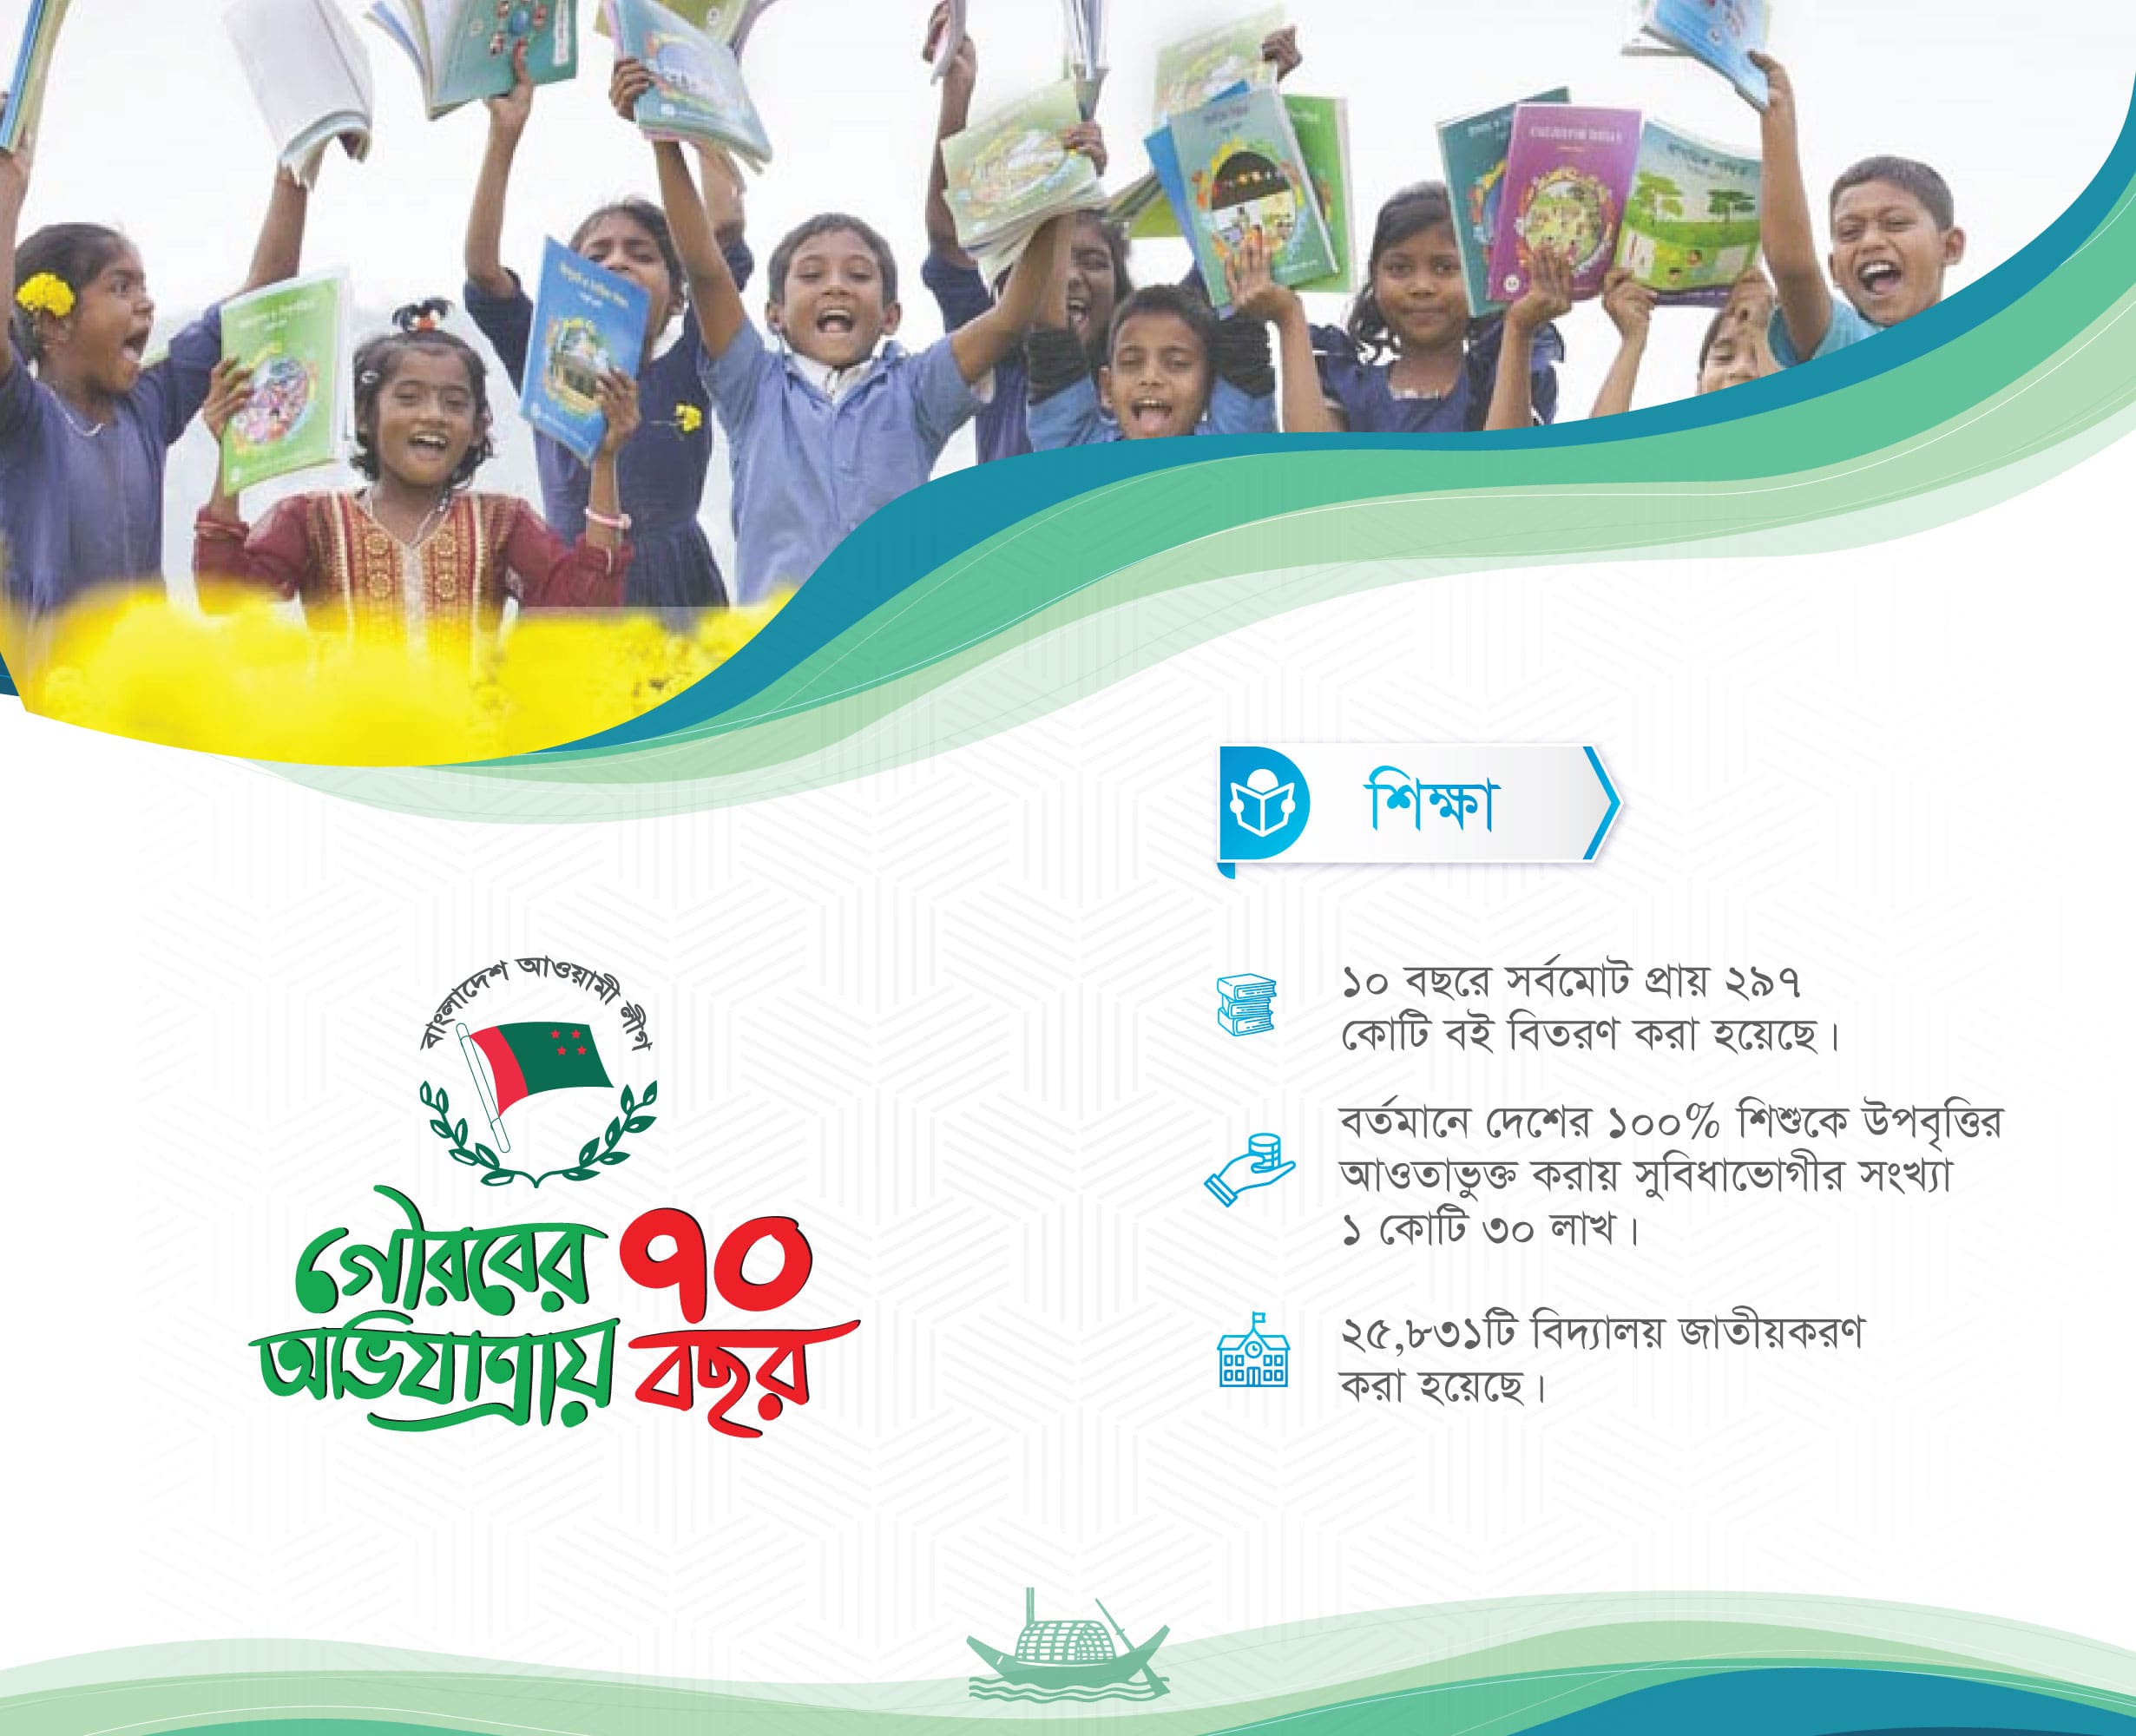 শিক্ষা
বাংলাদেশ আওয়ামী লীগ
গৌরবের ৭০
অভিযাত্রায় বছর
১০ বছরে সর্বমোট প্রায় ২৯৭
কোটি বই বিতরণ করা হয়েছে।
বর্তমানে দেশের ১০০% শিশুকে উপবৃত্তির
আওতাভুক্ত করায় সুবিধাভোগীর সংখ্যা
১ কোটি ৩০ লাখ।
২৫,৮৩১টি বিদ্যালয় জাতীয়করণ
করা হয়েছে।